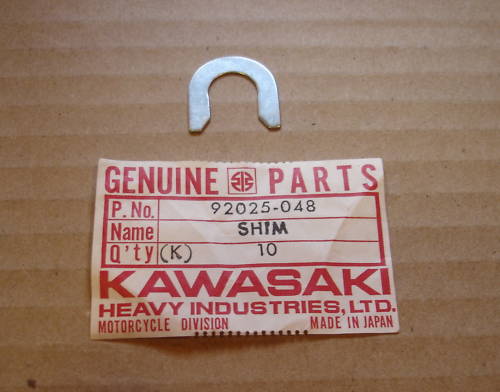 GENUINE PARTS
P. No. 92025-048
Name SHIM
Q'ty (K) 10
KAWASAKI
HEAVY INDUSTRIES, LTD.
MOTORCYCLE DIVISION MADE IN JAPAN